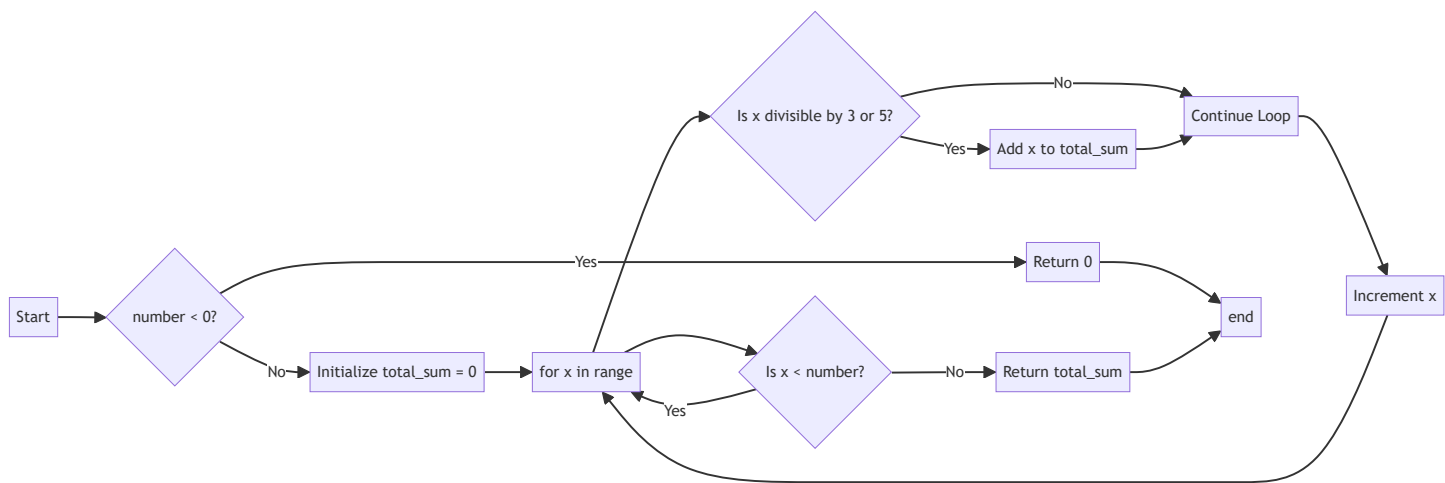 Start
number < 0?
Yes
No
Initialize total_sum = 0
for x in range
Is x divisible by 3 or 5?
No
Yes
Add x to total_sum
Continue Loop
Increment x
Is x < number?
Yes
No
Return 0
Return total_sum
end